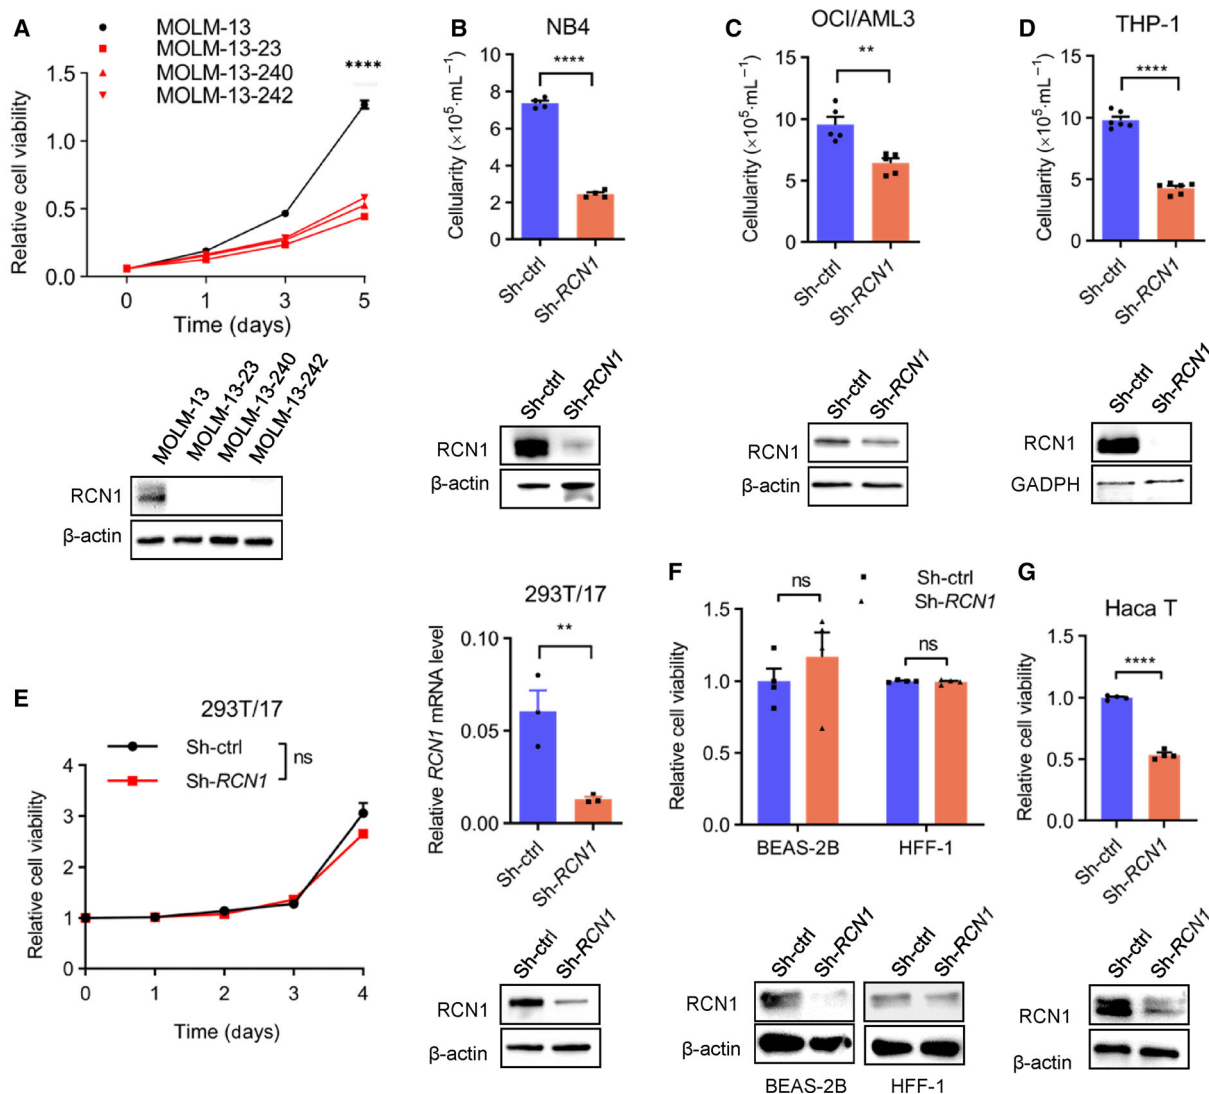 A
MOLM-13
MOLM-13-23
MOLM-13-240
MOLM-13-242
****
Relative cell viability
1.5
1.0
0.5
0.0
0 1 3 5
Time (days)
MOLM-13
MOLM-13-23
MOLM-13-240
MOLM-13-242
RCN1
β-actin
B
NB4
****
Cellularity (×10⁵·mL⁻¹)
10
8
6
4
2
0
Sh-ctrl
Sh-RCN1
Sh-ctrl
Sh-RCN1
RCN1
β-actin
C
OCI/AML3
**
Cellularity (×10⁵·mL⁻¹)
15
10
5
0
Sh-ctrl
Sh-RCN1
Sh-ctrl
Sh-RCN1
RCN1
β-actin
D
THP-1
****
Cellularity (×10⁵·mL⁻¹)
15
10
5
0
Sh-ctrl
Sh-RCN1
Sh-ctrl
Sh-RCN1
RCN1
GADPH
E
293T/17
Sh-ctrl
Sh-RCN1
ns
Relative cell viability
4
3
2
1
0
0 1 2 3 4
Time (days)
293T/17
**
Relative RCN1 mRNA level
0.10
0.05
0.00
Sh-ctrl
Sh-RCN1
Sh-ctrl
Sh-RCN1
RCN1
β-actin
F
Sh-ctrl
Sh-RCN1
ns
ns
Relative cell viability
1.5
1.0
0.5
0.0
BEAS-2B HFF-1
Sh-ctrl
Sh-RCN1
Sh-ctrl
Sh-RCN1
RCN1
β-actin
BEAS-2B HFF-1
G
Haca T
****
Relative cell viability
1.5
1.0
0.5
0.0
Sh-ctrl
Sh-RCN1
Sh-ctrl
Sh-RCN1
RCN1
β-actin